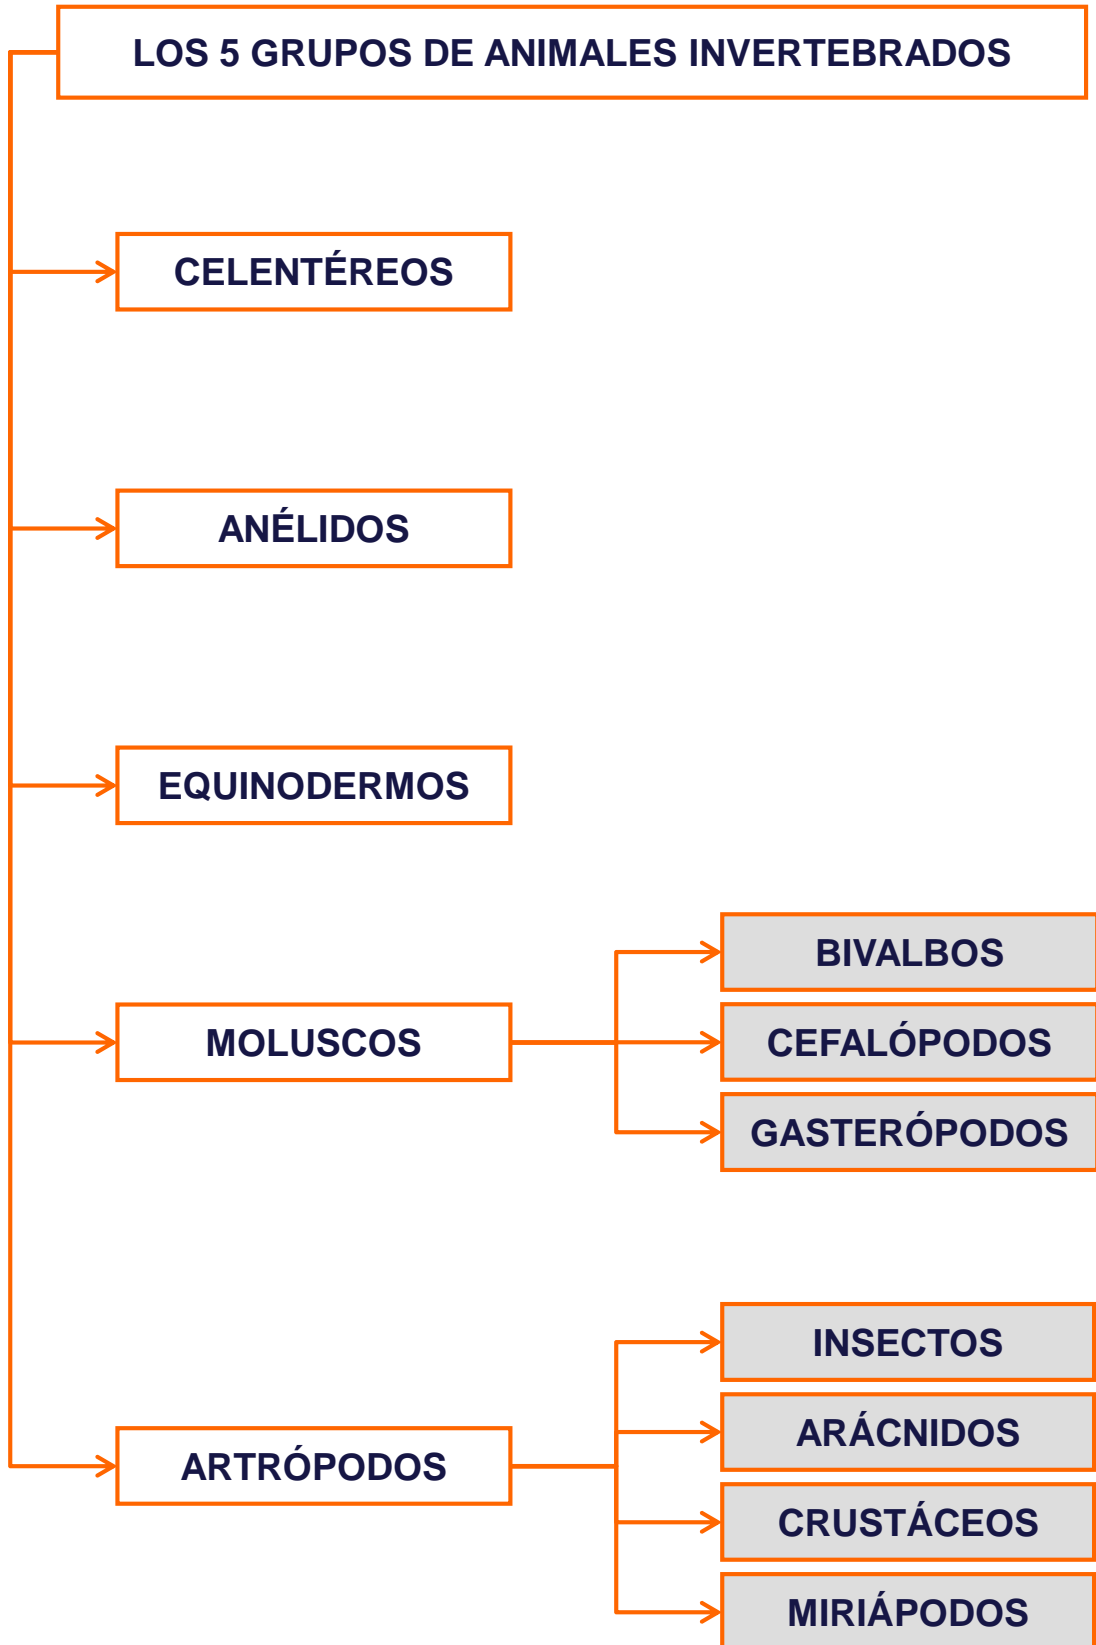 LOS 5 GRUPOS DE ANIMALES INVERTEBRADOS
CELENTÉREOS
ANÉLIDOS
EQUINODERMOS
MOLUSCOS
BIVALBOS
CEFALÓPODOS
GASTERÓPODOS
ARTRÓPODOS
INSECTOS
ARÁCNIDOS
CRUSTÁCEOS
MIRIÁPODOS